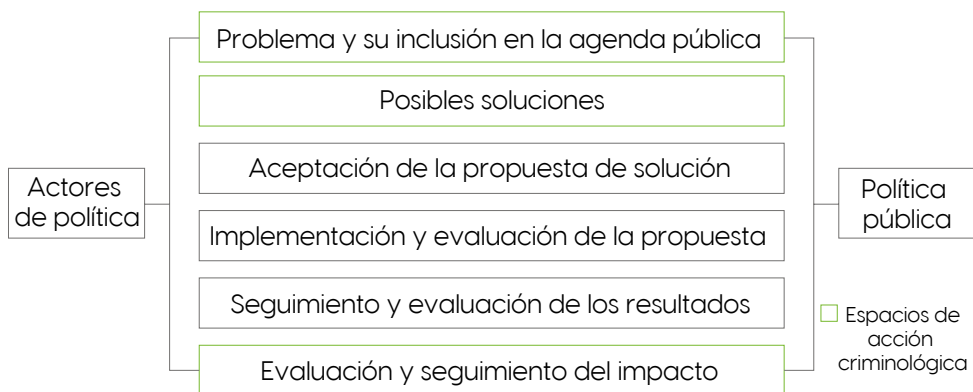 Problema y su inclusión en la agenda pública
Posibles soluciones
Aceptación de la propuesta de solución
Actores
de política
Implementación y evaluación de la propuesta
Política
pública
Seguimiento y evaluación de los resultados
Evaluación y seguimiento del impacto
Espacios de
acción
criminológica